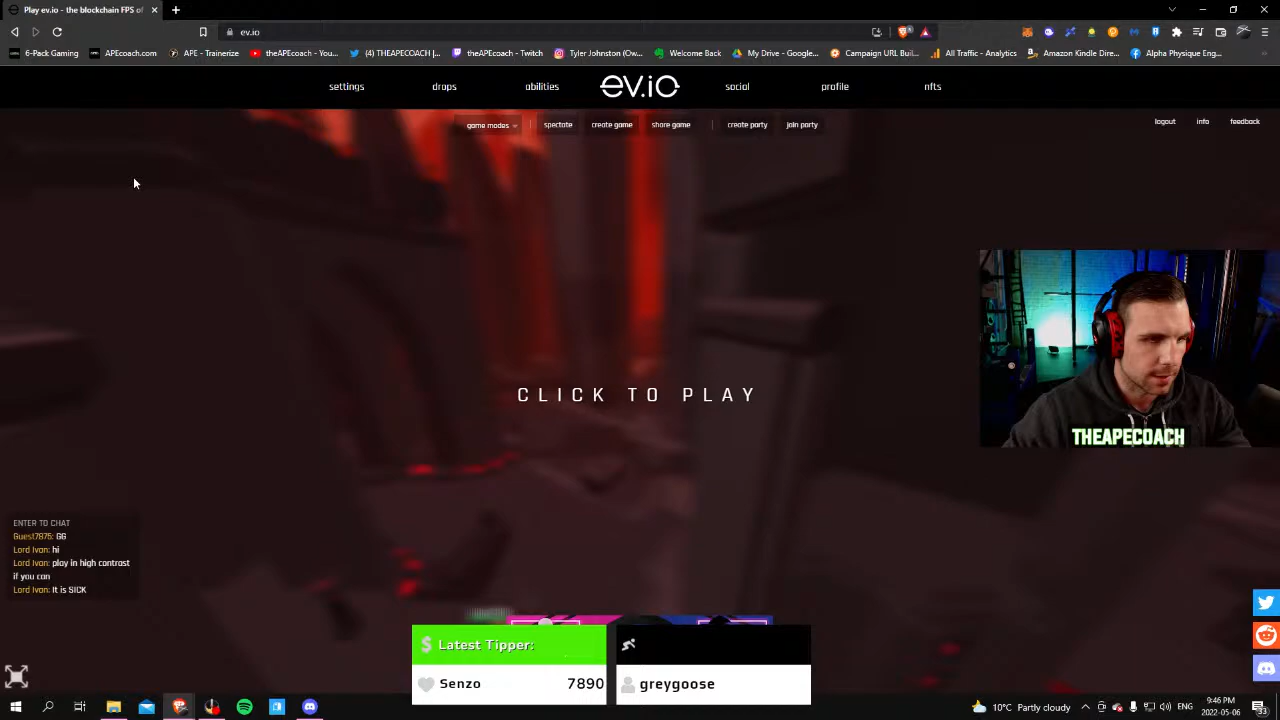 Play ev.io - the blockchain FPS of
ev.io
6-Pack Gaming
APEcoach.com
APE - Trainerize
theAPEcoach - You...
(4) THEAPECOACH |...
theAPEcoach - Twitch
Tyler Johnston (Ow...
Welcome Back
My Drive - Google...
Campaign URL Buil...
All Traffic - Analytics
Amazon Kindle Dire...
Alpha Physique Eng...
settings
drops
abilities
ev.io
social
profile
nfts
game modes
spectate
create game
share game
create party
join party
logout
info
feedback
CLICK TO PLAY
THEAPECOACH
ENTER TO CHAT
Guest7875: GG
Lord Ivan: hi
Lord Ivan: play in high contrast
if you can
Lord Ivan: It is SICK
Latest Tipper:
Senzo 7890
greygoose
10°C Partly cloudy
ENG
9:46 PM
2022-05-06